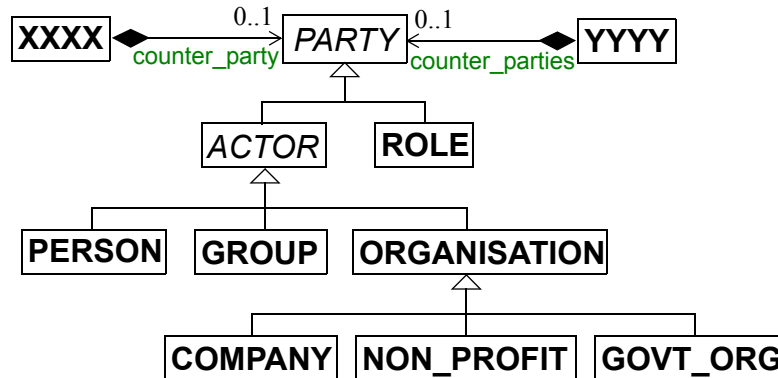 0..1 0..1
XXXX PARTY YYYY
counter_party counter_parties
ACTOR ROLE
PERSON GROUP ORGANISATION
COMPANY NON_PROFIT GOVT_ORG